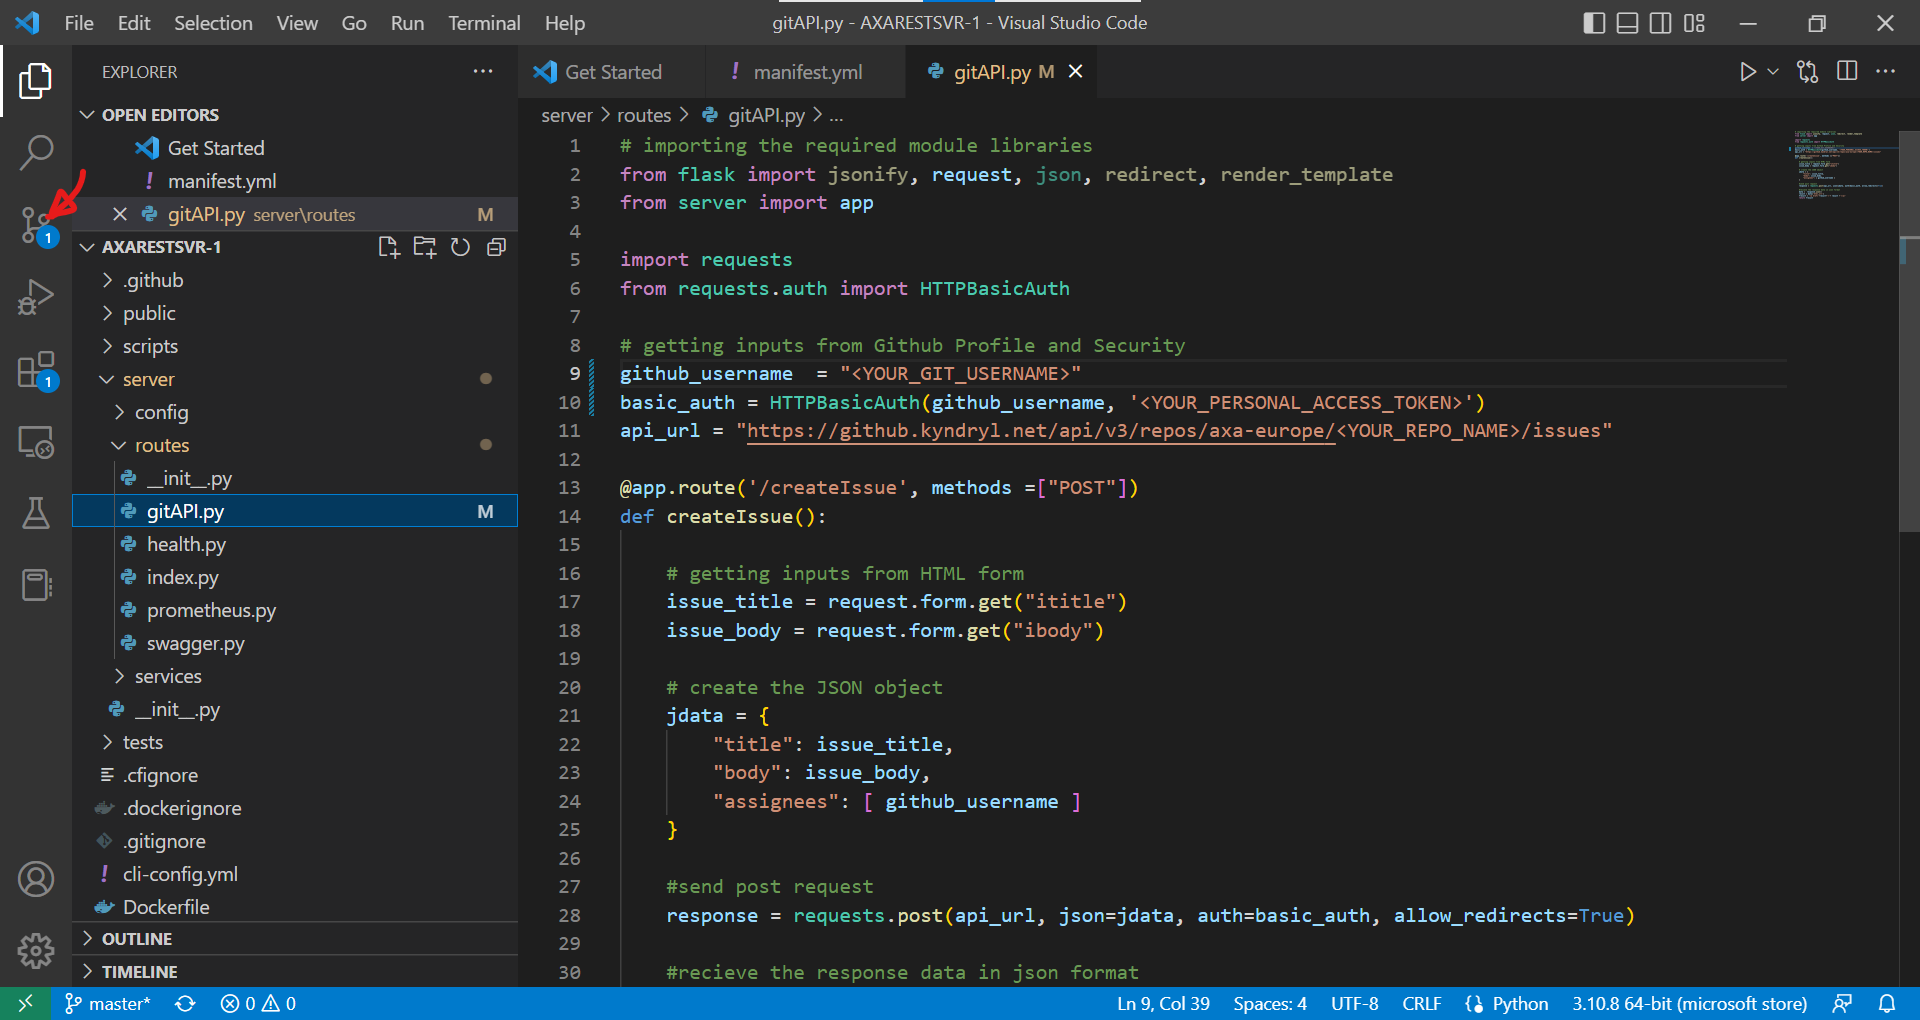 File Edit Selection View Go Run Terminal Help
gitAPI.py - AXARESTSVR-1 - Visual Studio Code
EXPLORER
OPEN EDITORS
Get Started
manifest.yml
gitAPI.py server\routes M
AXARESTSVR-1
.github
public
scripts
server
config
routes
__init__.py
gitAPI.py M
health.py
index.py
prometheus.py
swagger.py
services
__init__.py
tests
.cfignore
.dockerignore
.gitignore
cli-config.yml
Dockerfile
OUTLINE
TIMELINE
1
1
Get Started ! manifest.yml gitAPI.py M
server > routes > gitAPI.py > ...
1 # importing the required module libraries
2 from flask import jsonify, request, json, redirect, render_template
3 from server import app
4
5 import requests
6 from requests.auth import HTTPBasicAuth
7
8 # getting inputs from Github Profile and Security
9 github_username  = "<YOUR_GIT_USERNAME>"
10 basic_auth = HTTPBasicAuth(github_username, '<YOUR_PERSONAL_ACCESS_TOKEN>')
11 api_url = "https://github.kyndryl.net/api/v3/repos/axa-europe/<YOUR_REPO_NAME>/issues"
12
13 @app.route('/createIssue', methods =["POST"])
14 def createIssue():
15
16     # getting inputs from HTML form
17     issue_title = request.form.get("ititle")
18     issue_body = request.form.get("ibody")
19
20     # create the JSON object
21     jdata = {
22         "title": issue_title,
23         "body": issue_body,
24         "assignees": [ github_username ]
25     }
26
27     #send post request
28     response = requests.post(api_url, json=jdata, auth=basic_auth, allow_redirects=True)
29
30     #recieve the response data in json format
master* 0 0 Ln 9, Col 39 Spaces: 4 UTF-8 CRLF Python 3.10.8 64-bit (microsoft store)